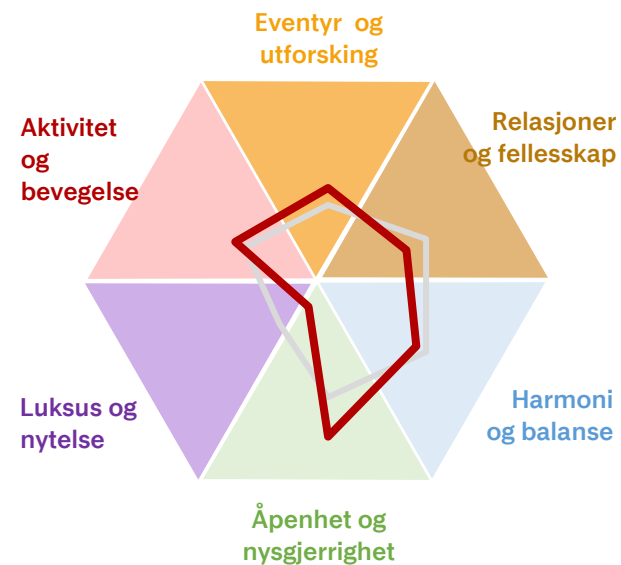 Eventyr og
utforsking
Aktivitet
og
bevegelse
Relasjoner
og fellesskap
Luksus og
nytelse
Harmoni
og balanse
Åpenhet og
nysgjerrighet